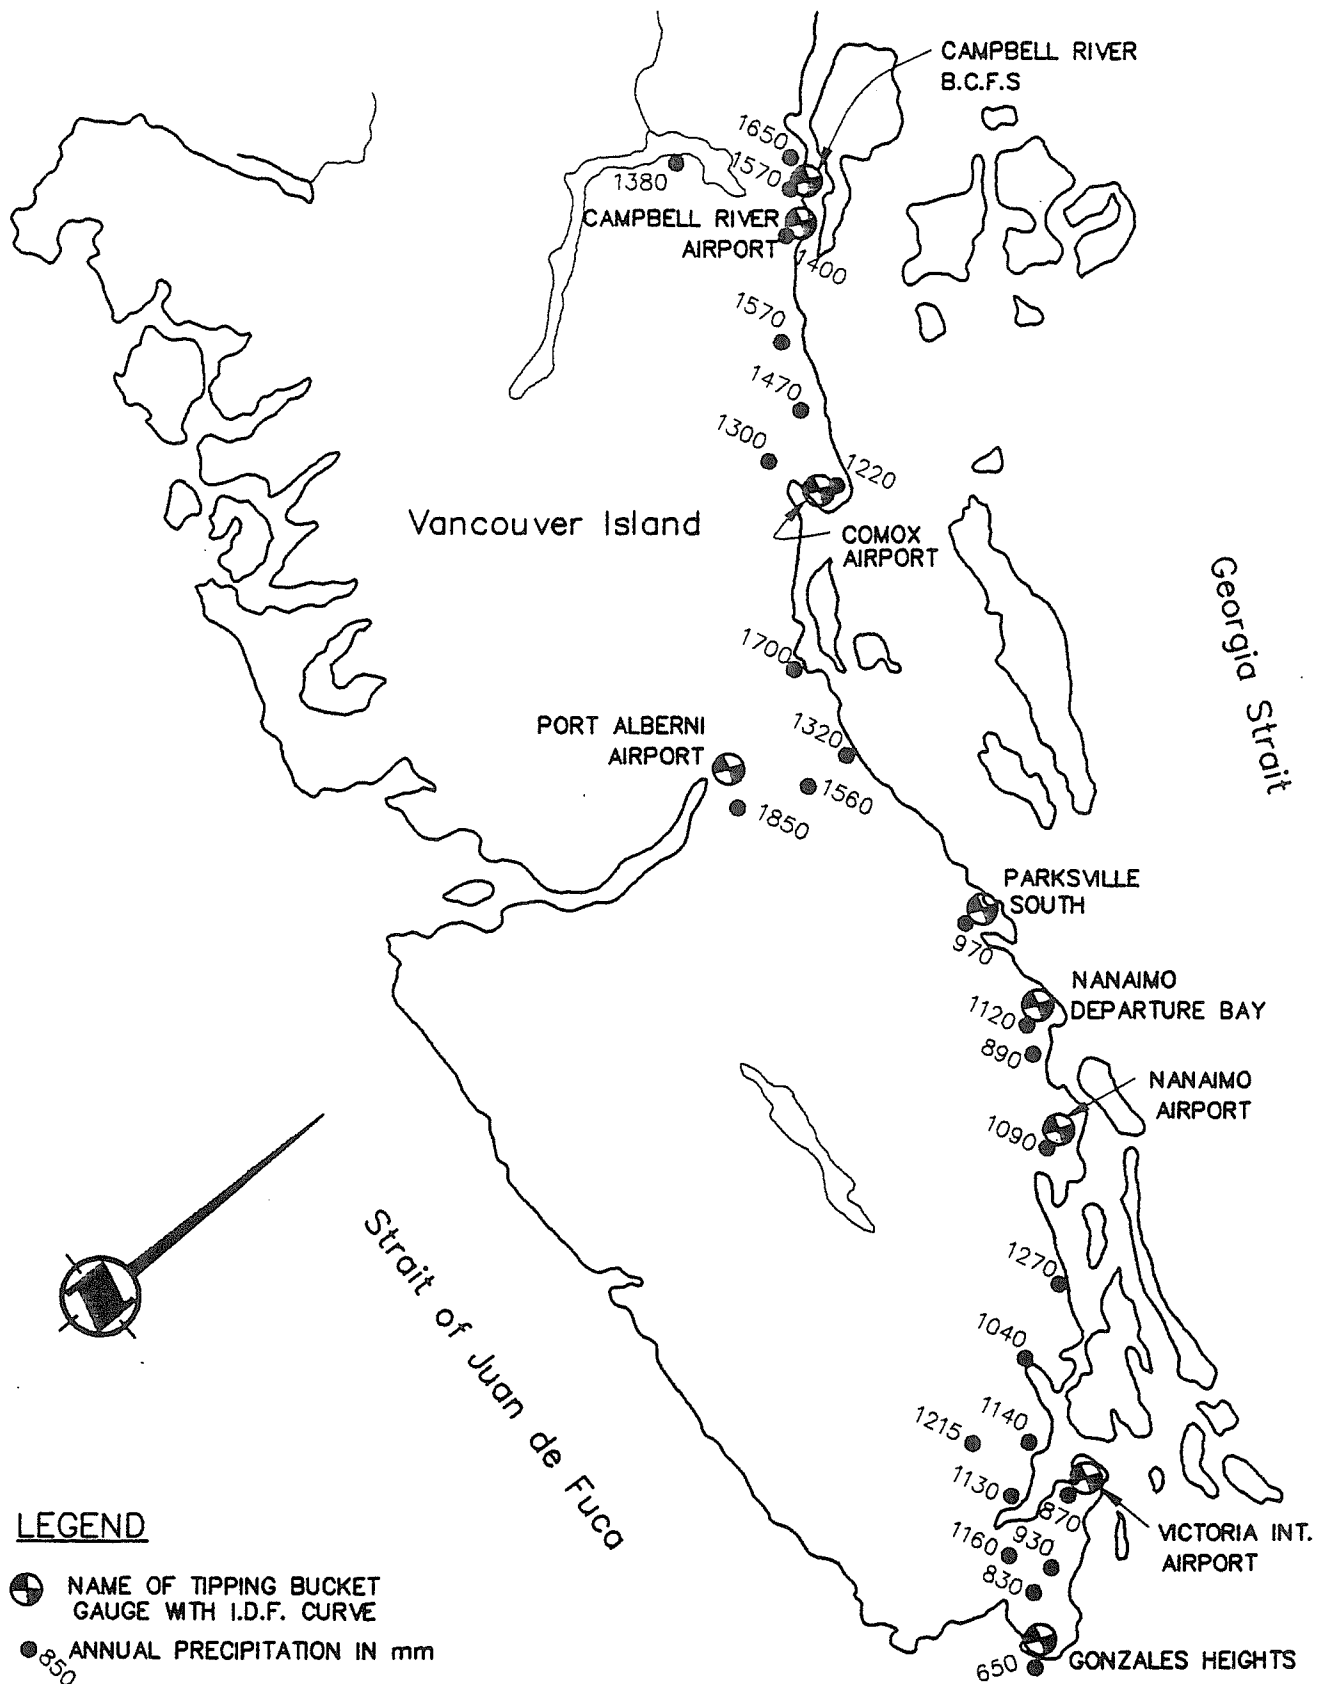 CAMPBELL RIVER
B.C.F.S
1650
1570
1380
CAMPBELL RIVER
AIRPORT
1400
1570
1470
1300
1220
Vancouver Island
COMOX
AIRPORT
Georgia Strait
1700
PORT ALBERNI
AIRPORT
1320
1560
1850
PARKSVILLE
SOUTH
970
NANAIMO
DEPARTURE BAY
1120
890
NANAIMO
AIRPORT
1090
Strait of Juan de Fuca
1270
1040
1140
1215
1130
870
VICTORIA INT.
AIRPORT
1160
930
830
650
GONZALES HEIGHTS
LEGEND
NAME OF TIPPING BUCKET
GAUGE WITH I.D.F. CURVE
850
ANNUAL PRECIPITATION IN mm